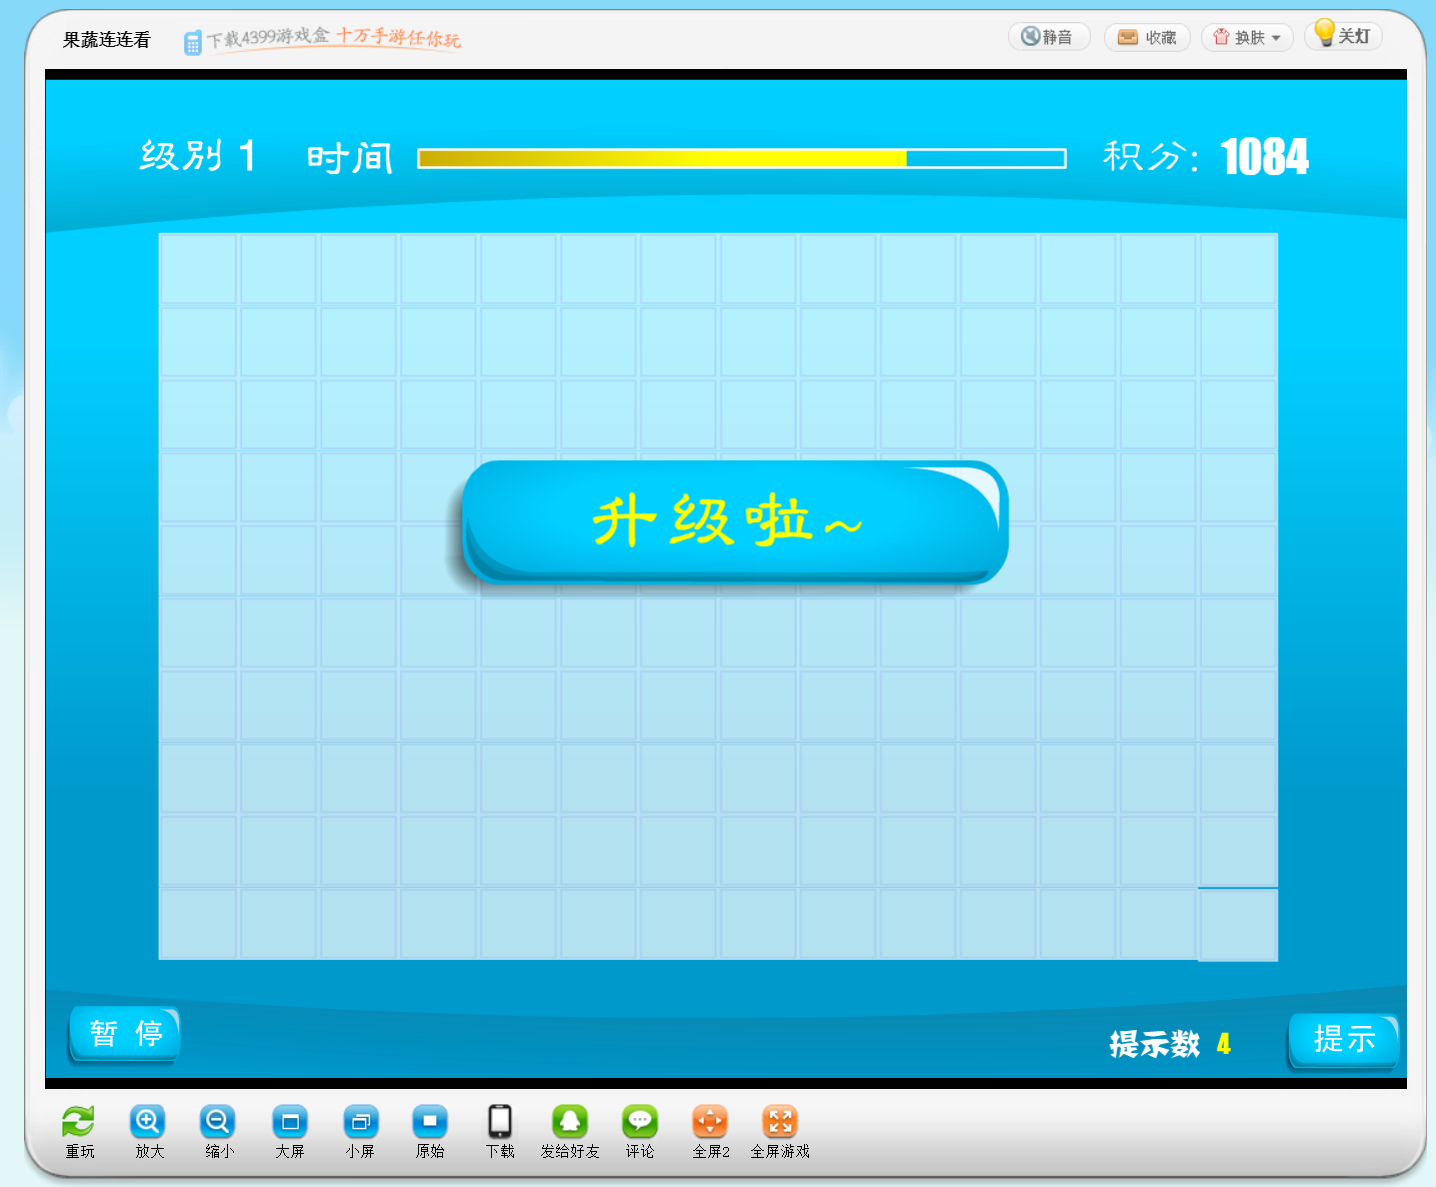 果蔬连连看 下载4399游戏盒 十万手游任你玩 静音 收藏 换肤 关灯
级别 1 时间 积分: 1084
升级啦~
暂 停 提示数 4 提示
重玩 放大 缩小 大屏 小屏 原始 下载 发给好友 评论 全屏2 全屏游戏